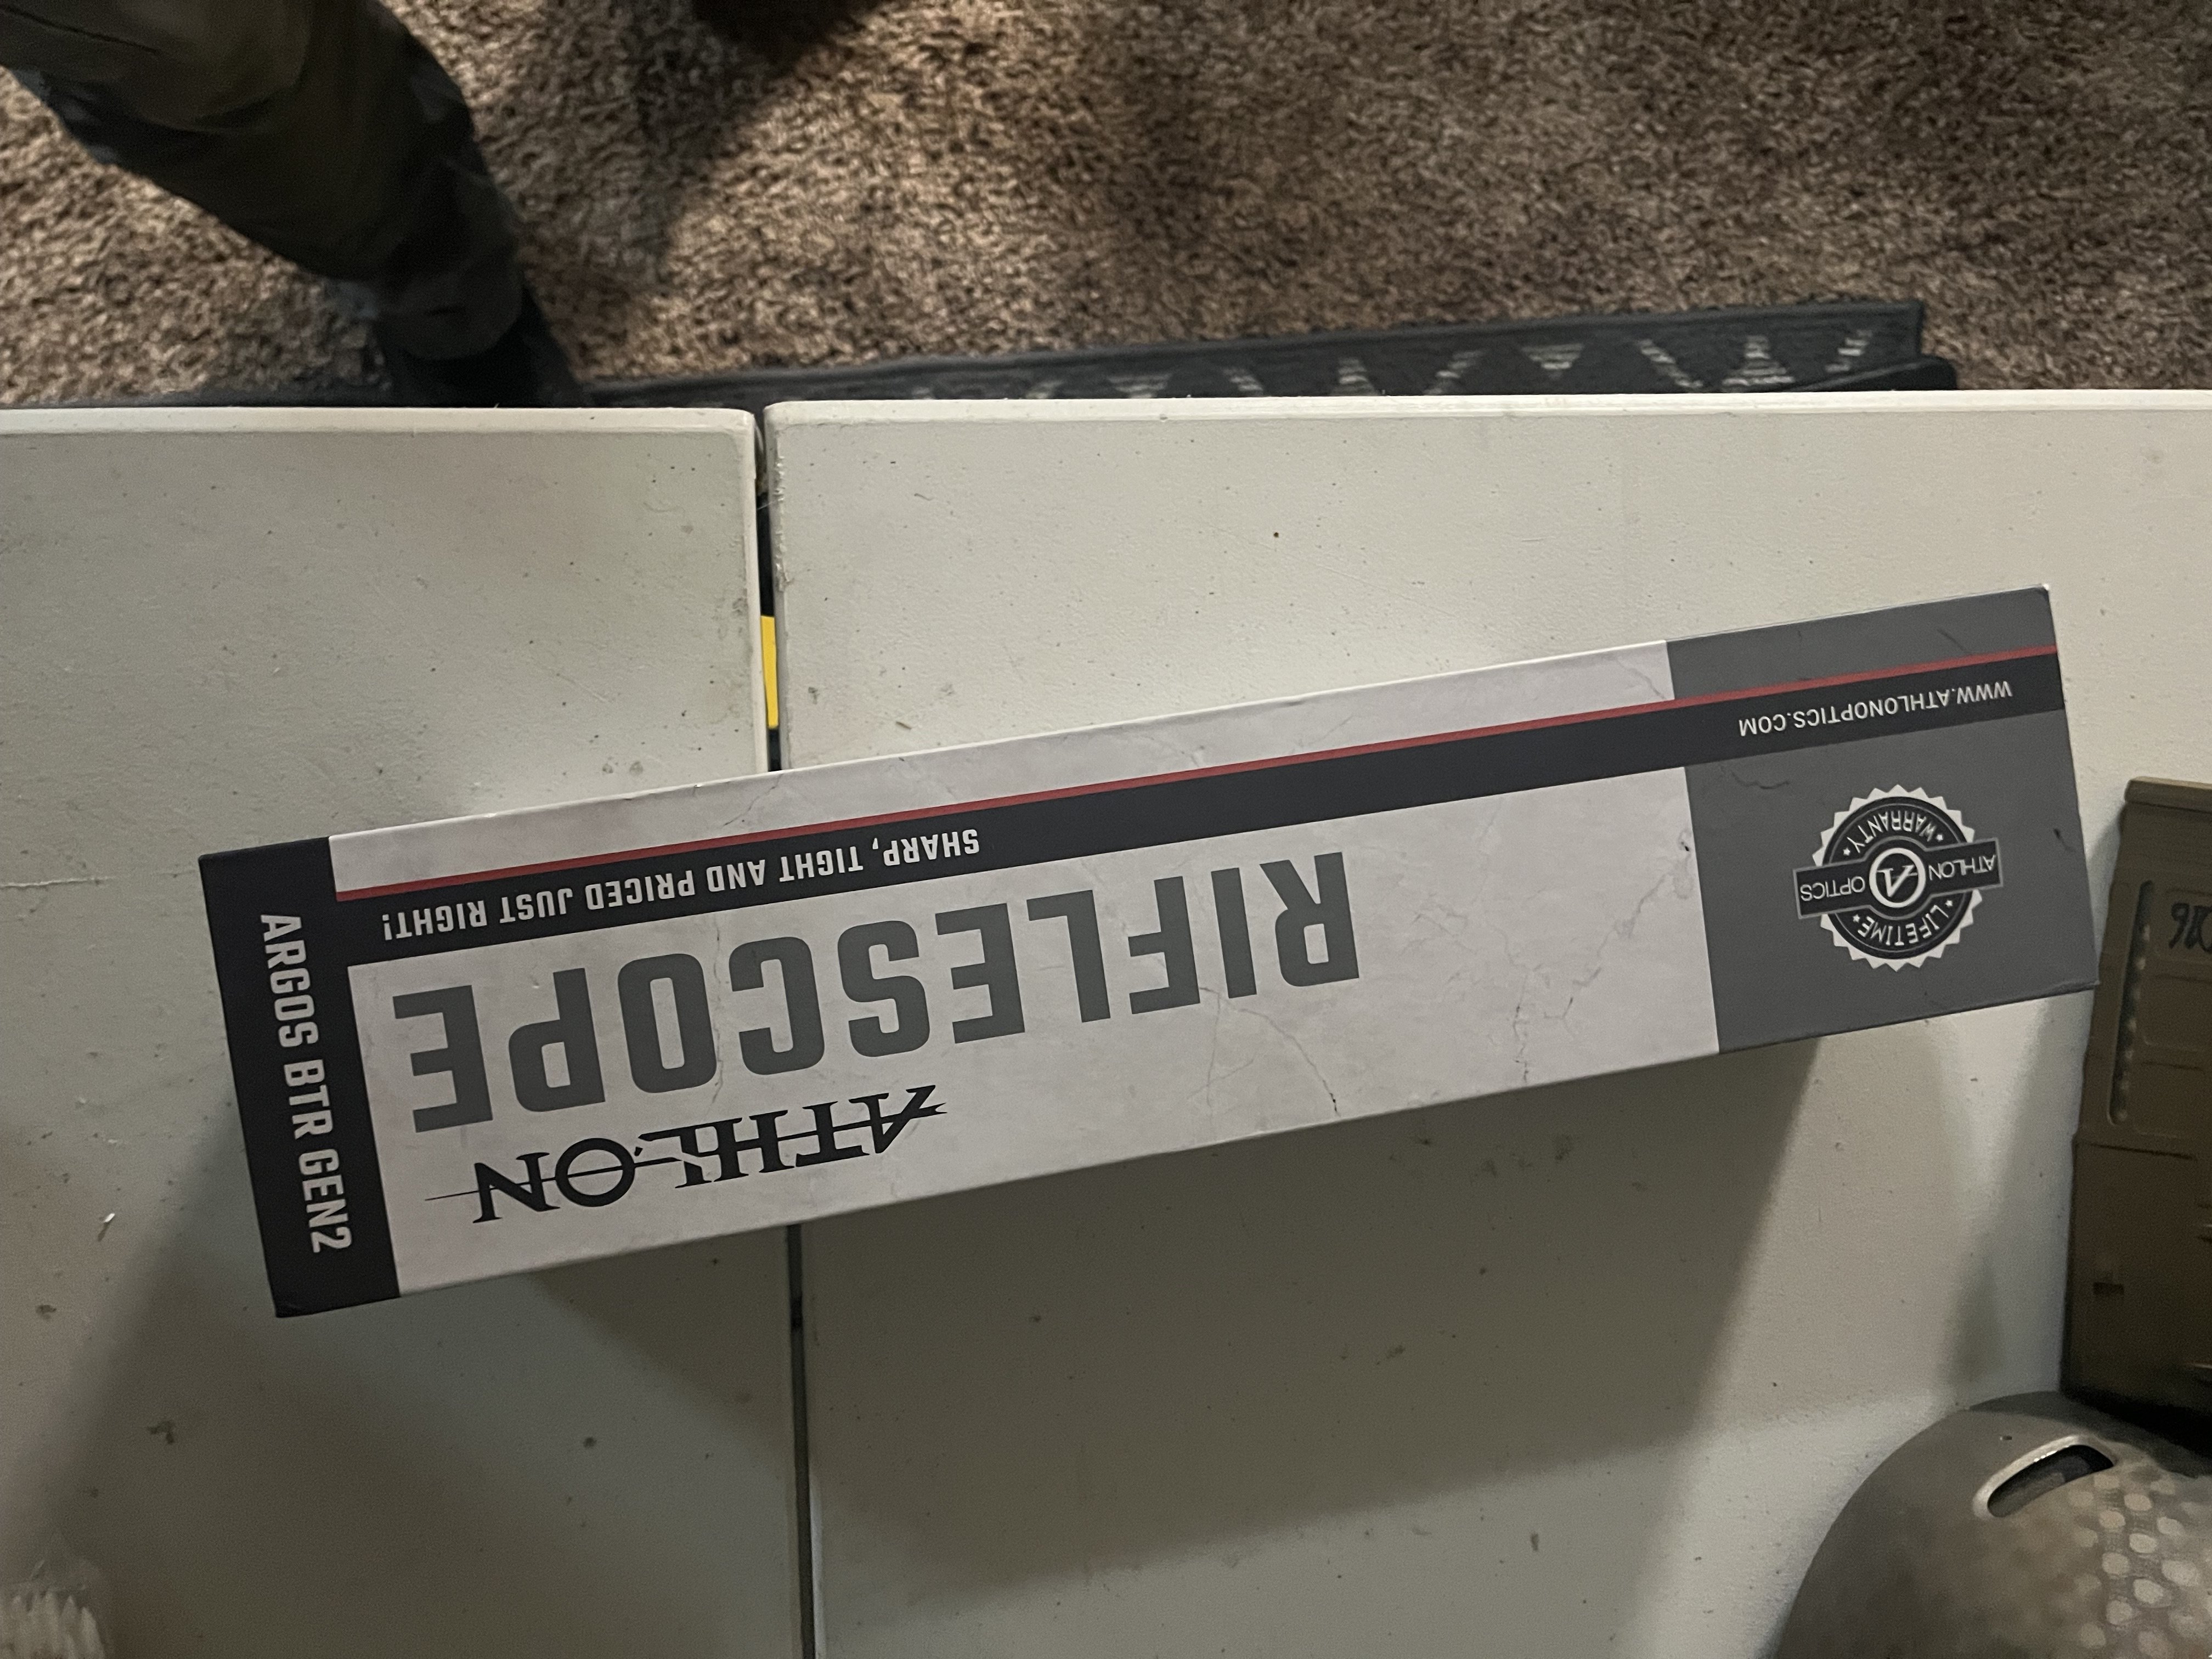 ATHLON
RIFLESCOPE
SHARP, TIGHT AND PRICED JUST RIGHT!
ARGOS BTR GEN2
WWW.ATHLONOPTICS.COM
LIFETIME
ATHLON OPTICS
WARRANTY